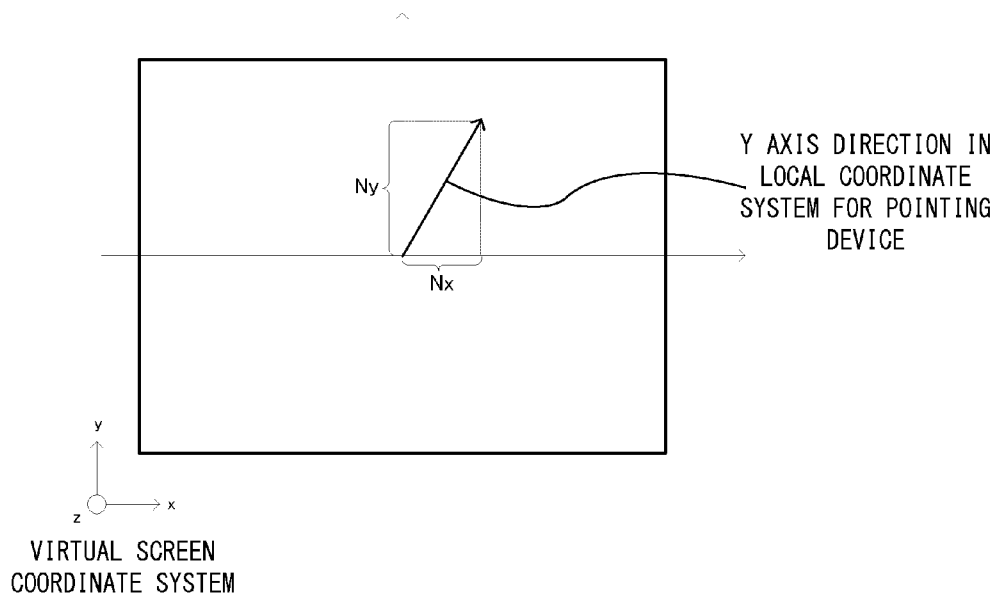 Y AXIS DIRECTION IN
LOCAL COORDINATE
SYSTEM FOR POINTING
DEVICE
Ny
Nx
y
x
z
VIRTUAL SCREEN
COORDINATE SYSTEM